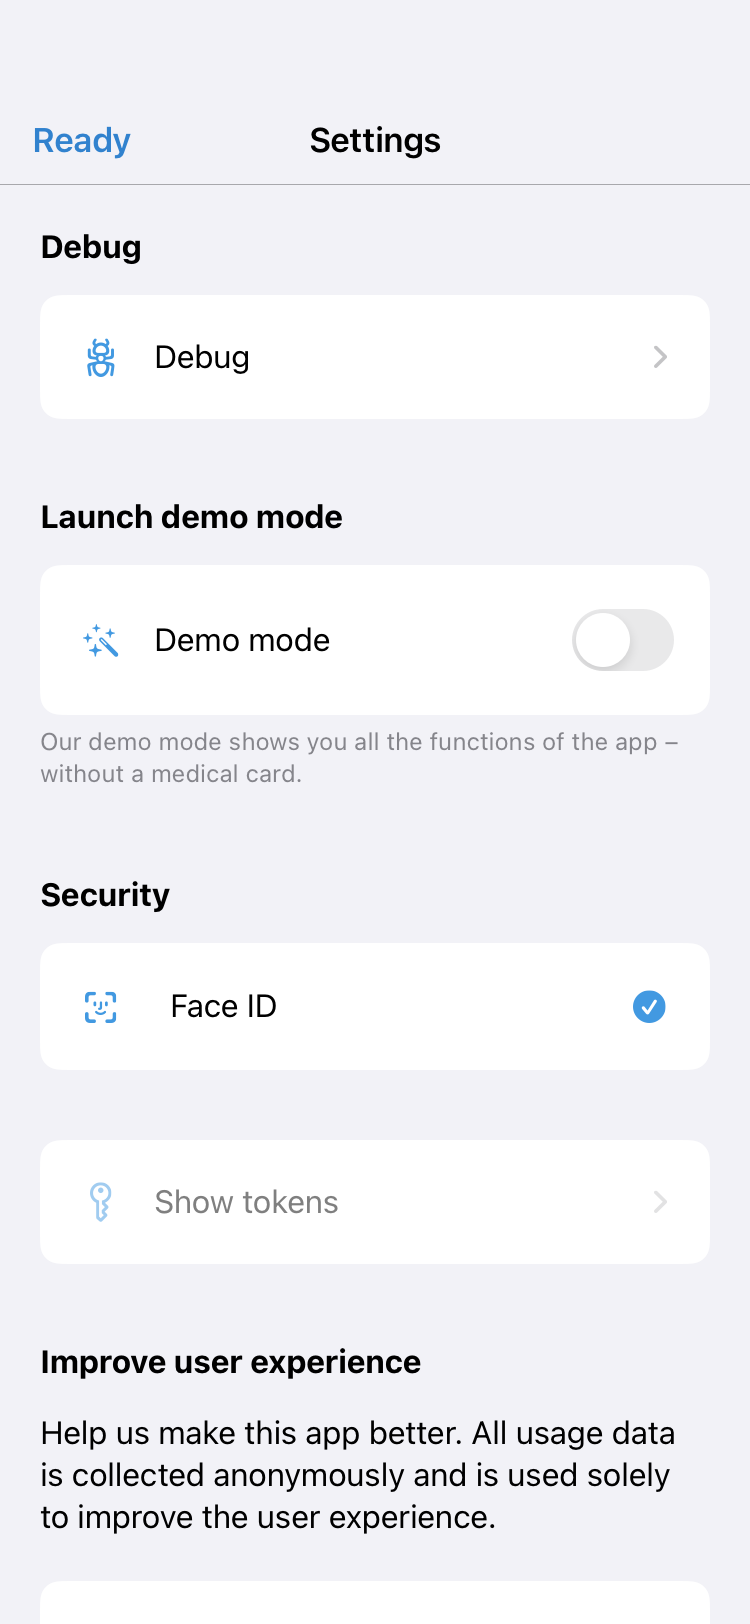 Ready
Settings
Debug
Debug
Launch demo mode
Demo mode
Our demo mode shows you all the functions of the app –
without a medical card.
Security
Face ID
Show tokens
Improve user experience
Help us make this app better. All usage data
is collected anonymously and is used solely
to improve the user experience.